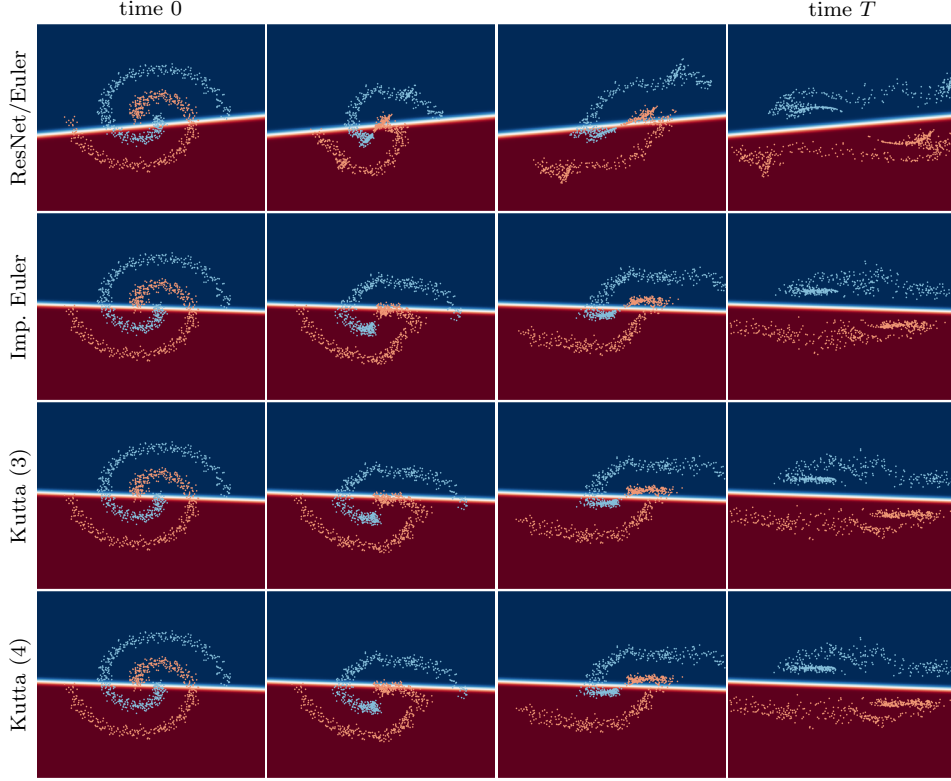 time 0
time T
ResNet/Euler
Imp. Euler
Kutta (3)
Kutta (4)